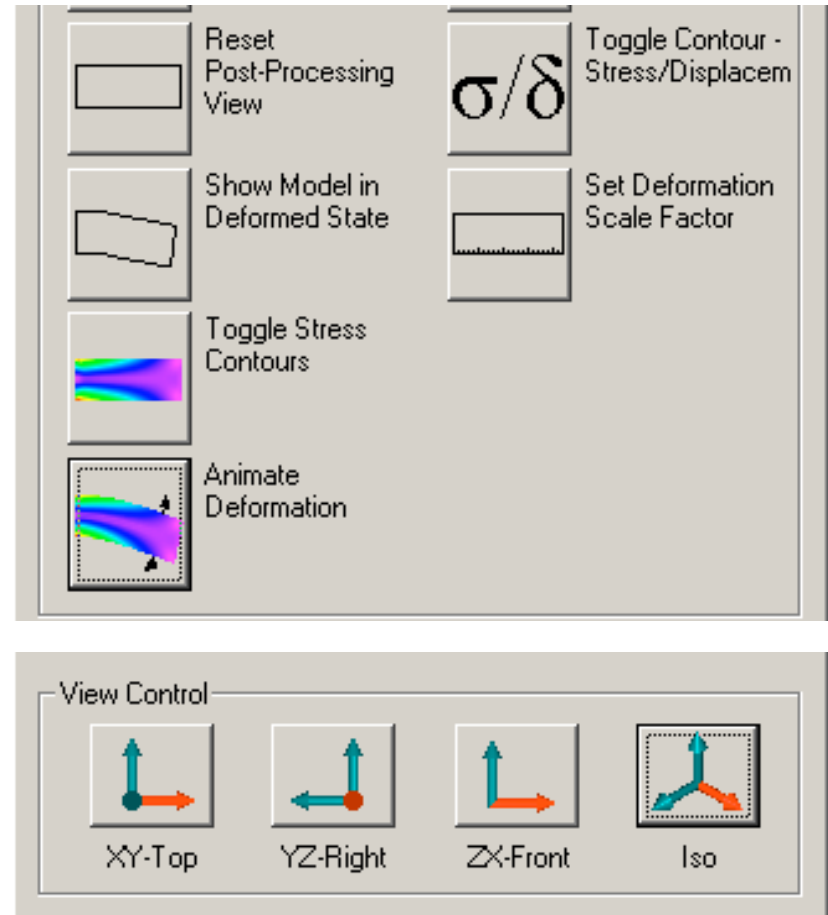 Reset
Post-Processing
View
σ/δ
Toggle Contour -
Stress/Displacem
Show Model in
Deformed State
Set Deformation
Scale Factor
Toggle Stress
Contours
Animate
Deformation
View Control
XY-Top
YZ-Right
ZX-Front
Iso